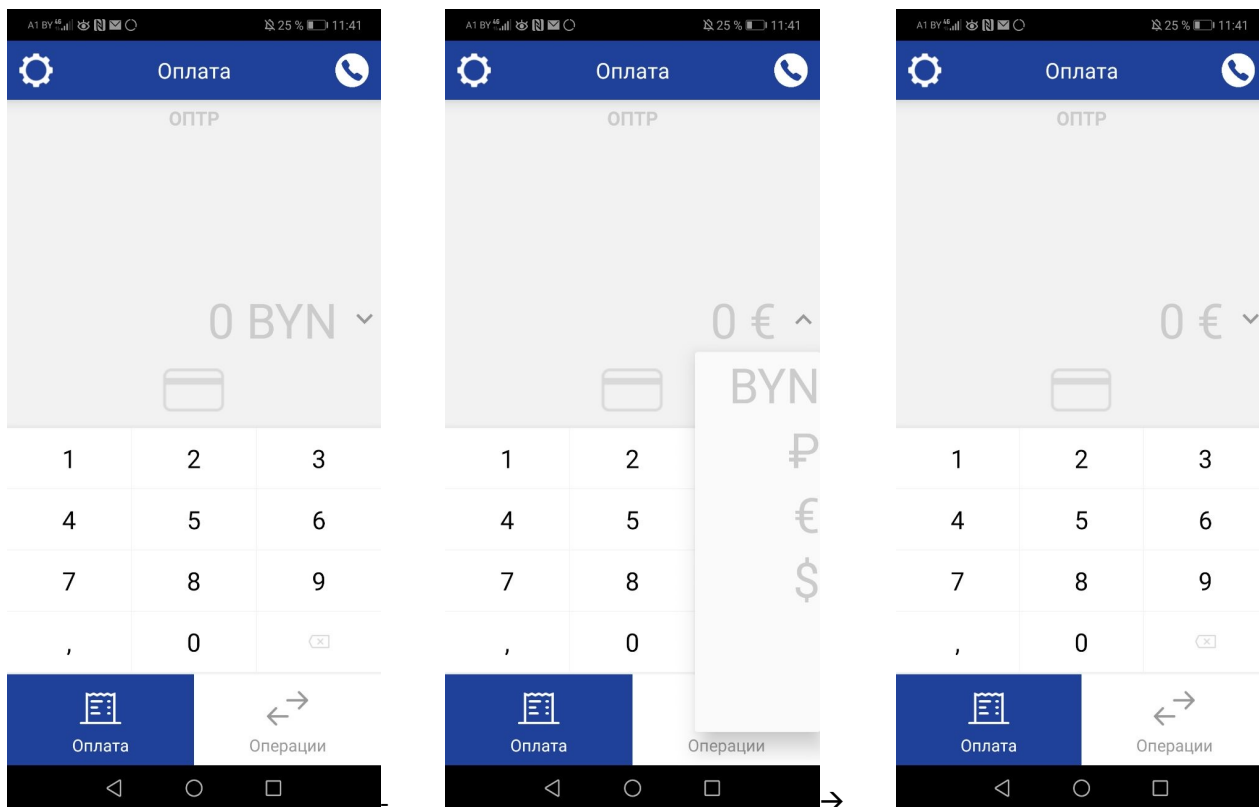 A1 BY 4G 25 % 11:41
Оплата
ОПТР
0 BYN
1 2 3
4 5 6
7 8 9
, 0
Оплата Операции
-
A1 BY 4G 25 % 11:41
Оплата
ОПТР
0 €
BYN
₽
€
$
1 2
4 5
7 8
, 0
Оплата Операции
→
A1 BY 4G 25 % 11:41
Оплата
ОПТР
0 €
1 2 3
4 5 6
7 8 9
, 0
Оплата Операции